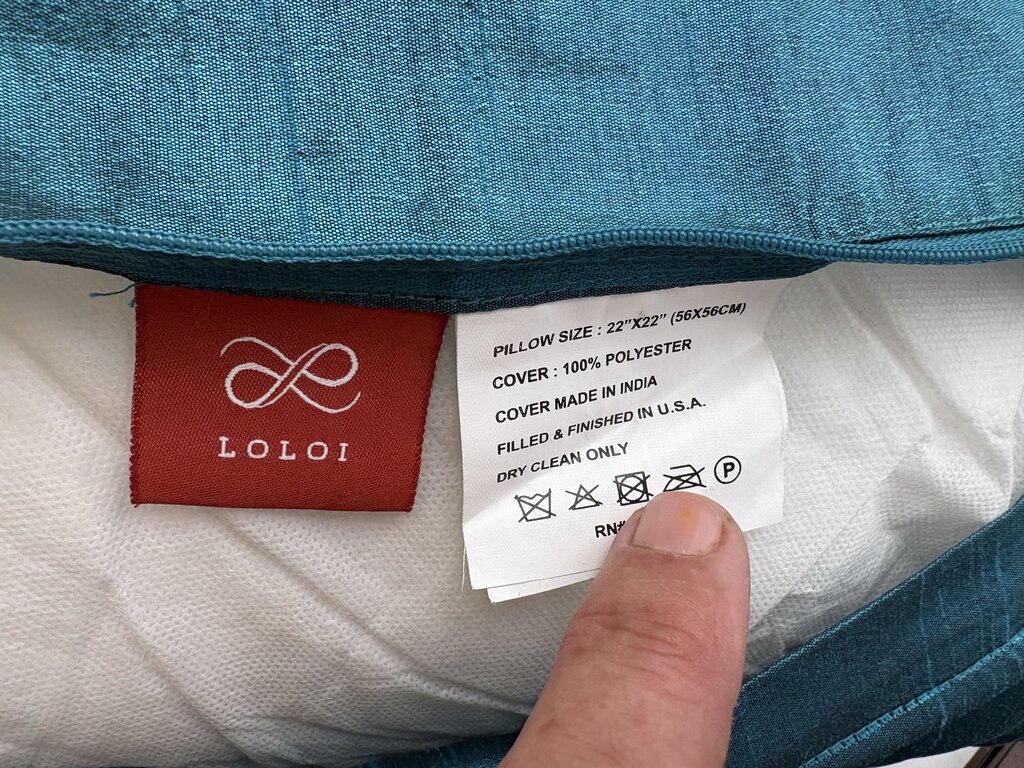 LOLOI
PILLOW SIZE : 22"X22" (56X56CM)
COVER : 100% POLYESTER
COVER MADE IN INDIA
FILLED & FINISHED IN U.S.A.
DRY CLEAN ONLY
P
RN#